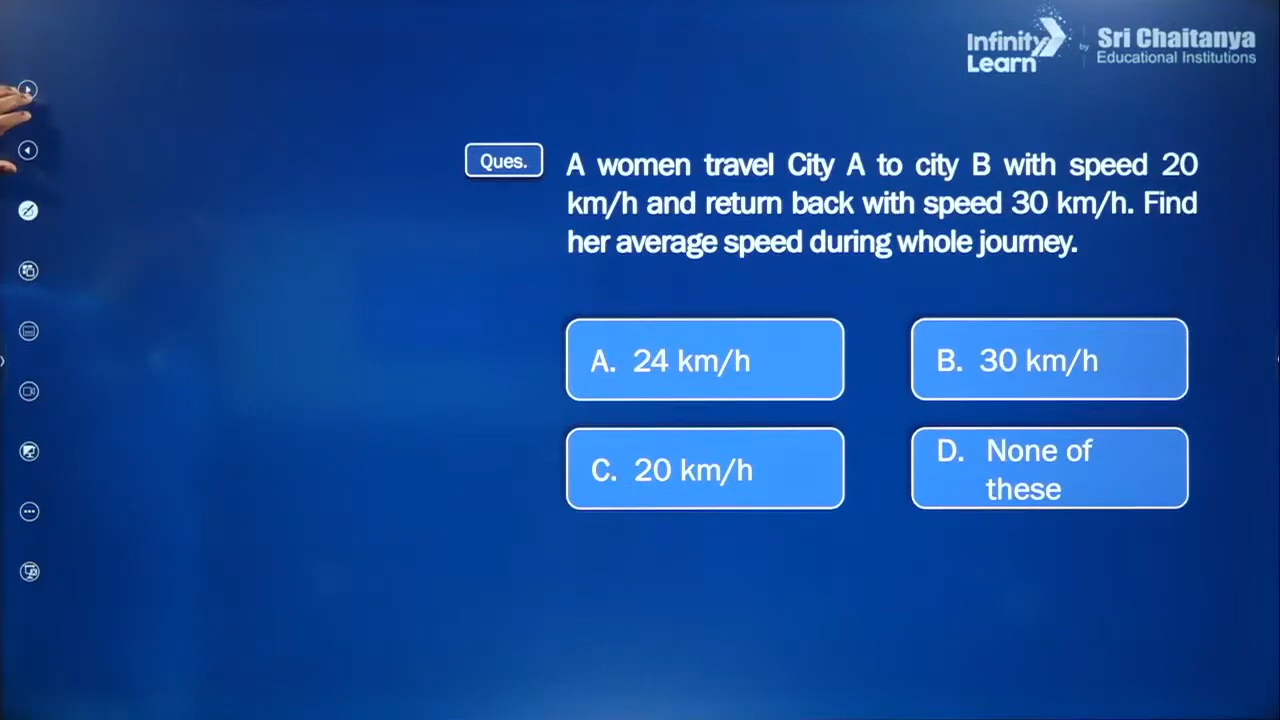 Infinity
Learn
by
Sri Chaitanya
Educational Institutions
Ques.
A women travel City A to city B with speed 20
km/h and return back with speed 30 km/h. Find
her average speed during whole journey.
A. 24 km/h
B. 30 km/h
C. 20 km/h
D. None of
these